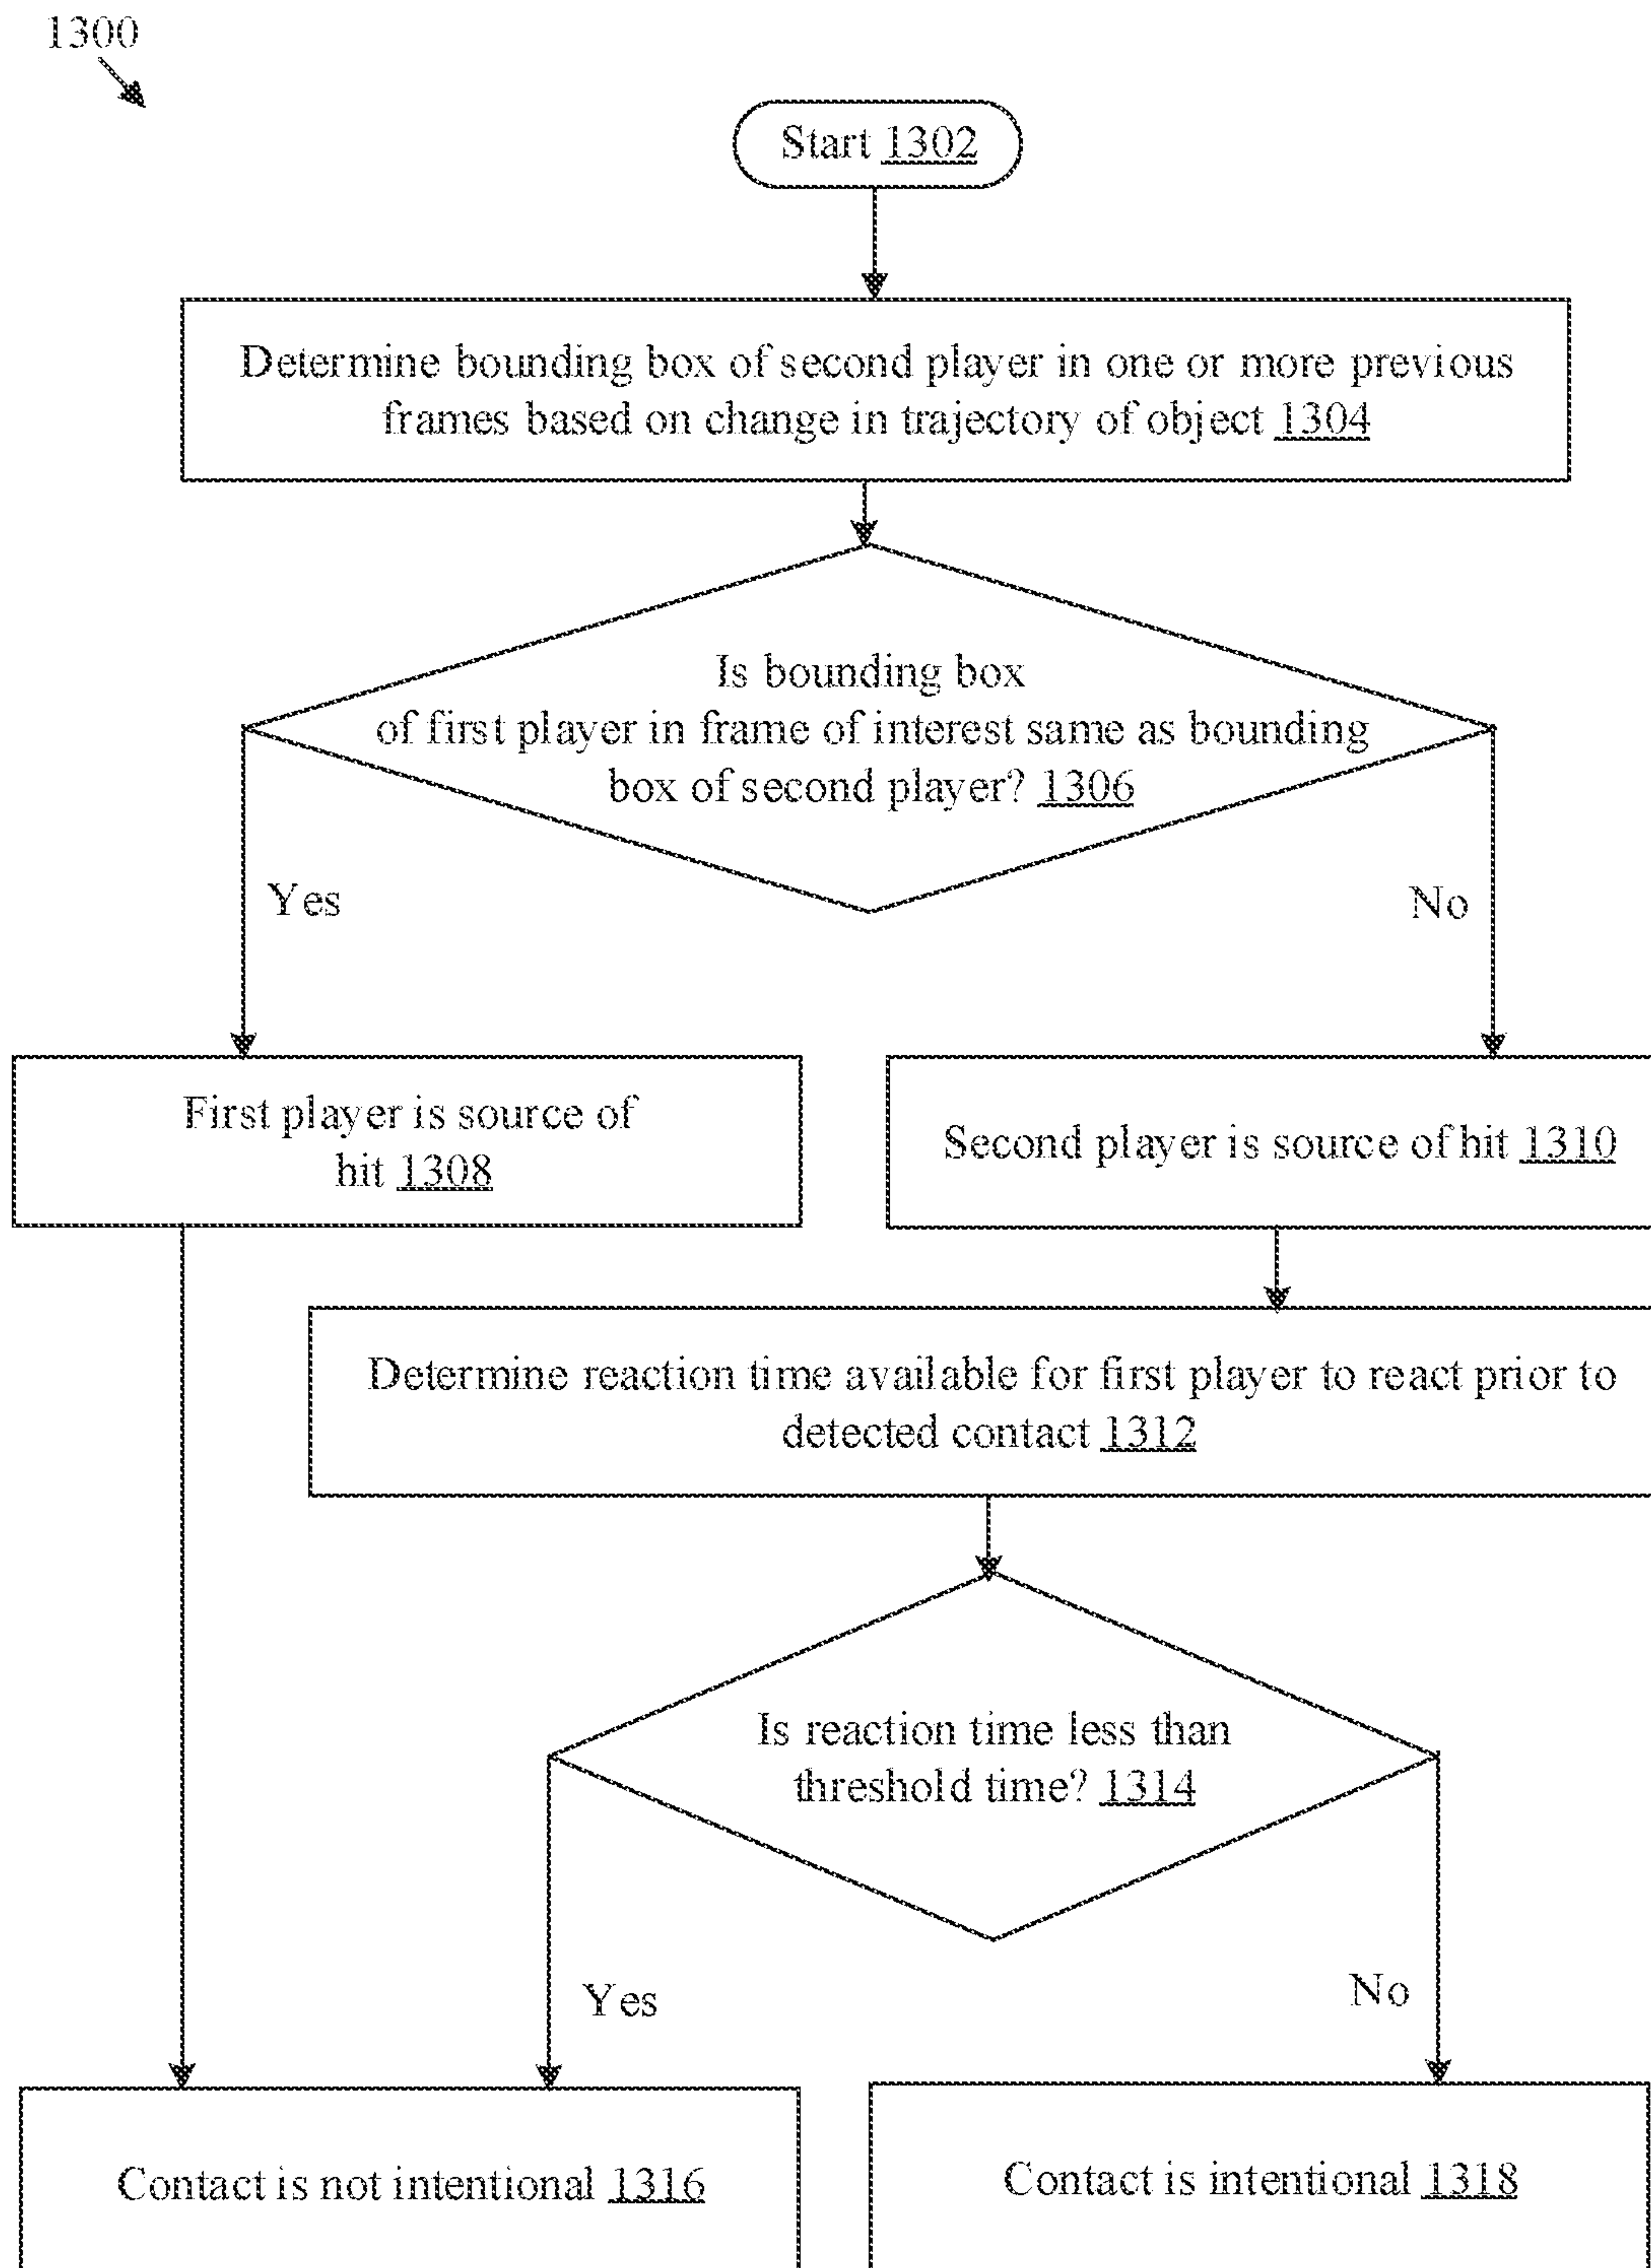 1300
Start 1302
Determine bounding box of second player in one or more previous
frames based on change in trajectory of object 1304
Is bounding box
of first player in frame of interest same as bounding
box of second player? 1306
Yes
No
First player is source of
hit 1308
Second player is source of hit 1310
Determine reaction time available for first player to react prior to
detected contact 1312
Is reaction time less than
threshold time? 1314
Yes
No
Contact is not intentional 1316
Contact is intentional 1318